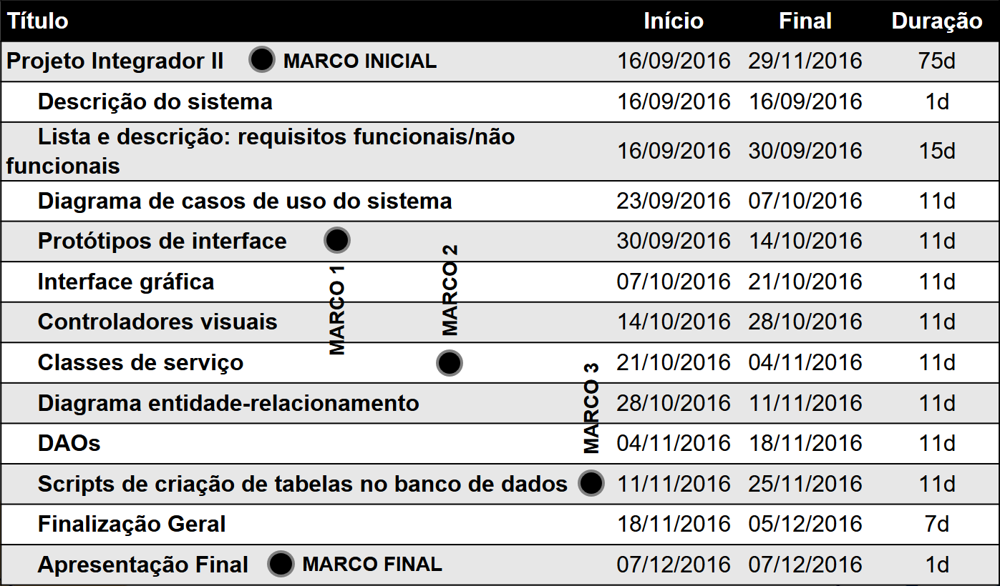 Título Início Final Duração
Projeto Integrador II MARCO INICIAL 16/09/2016 29/11/2016 75d
Descrição do sistema 16/09/2016 16/09/2016 1d
Lista e descrição: requisitos funcionais/não
funcionais 16/09/2016 30/09/2016 15d
Diagrama de casos de uso do sistema 23/09/2016 07/10/2016 11d
Protótipos de interface 30/09/2016 14/10/2016 11d
MARCO 1
MARCO 2
Interface gráfica 07/10/2016 21/10/2016 11d
Controladores visuais 14/10/2016 28/10/2016 11d
Classes de serviço 21/10/2016 04/11/2016 11d
MARCO 3
Diagrama entidade-relacionamento 28/10/2016 11/11/2016 11d
DAOs 04/11/2016 18/11/2016 11d
Scripts de criação de tabelas no banco de dados 11/11/2016 25/11/2016 11d
Finalização Geral 18/11/2016 05/12/2016 7d
Apresentação Final MARCO FINAL 07/12/2016 07/12/2016 1d